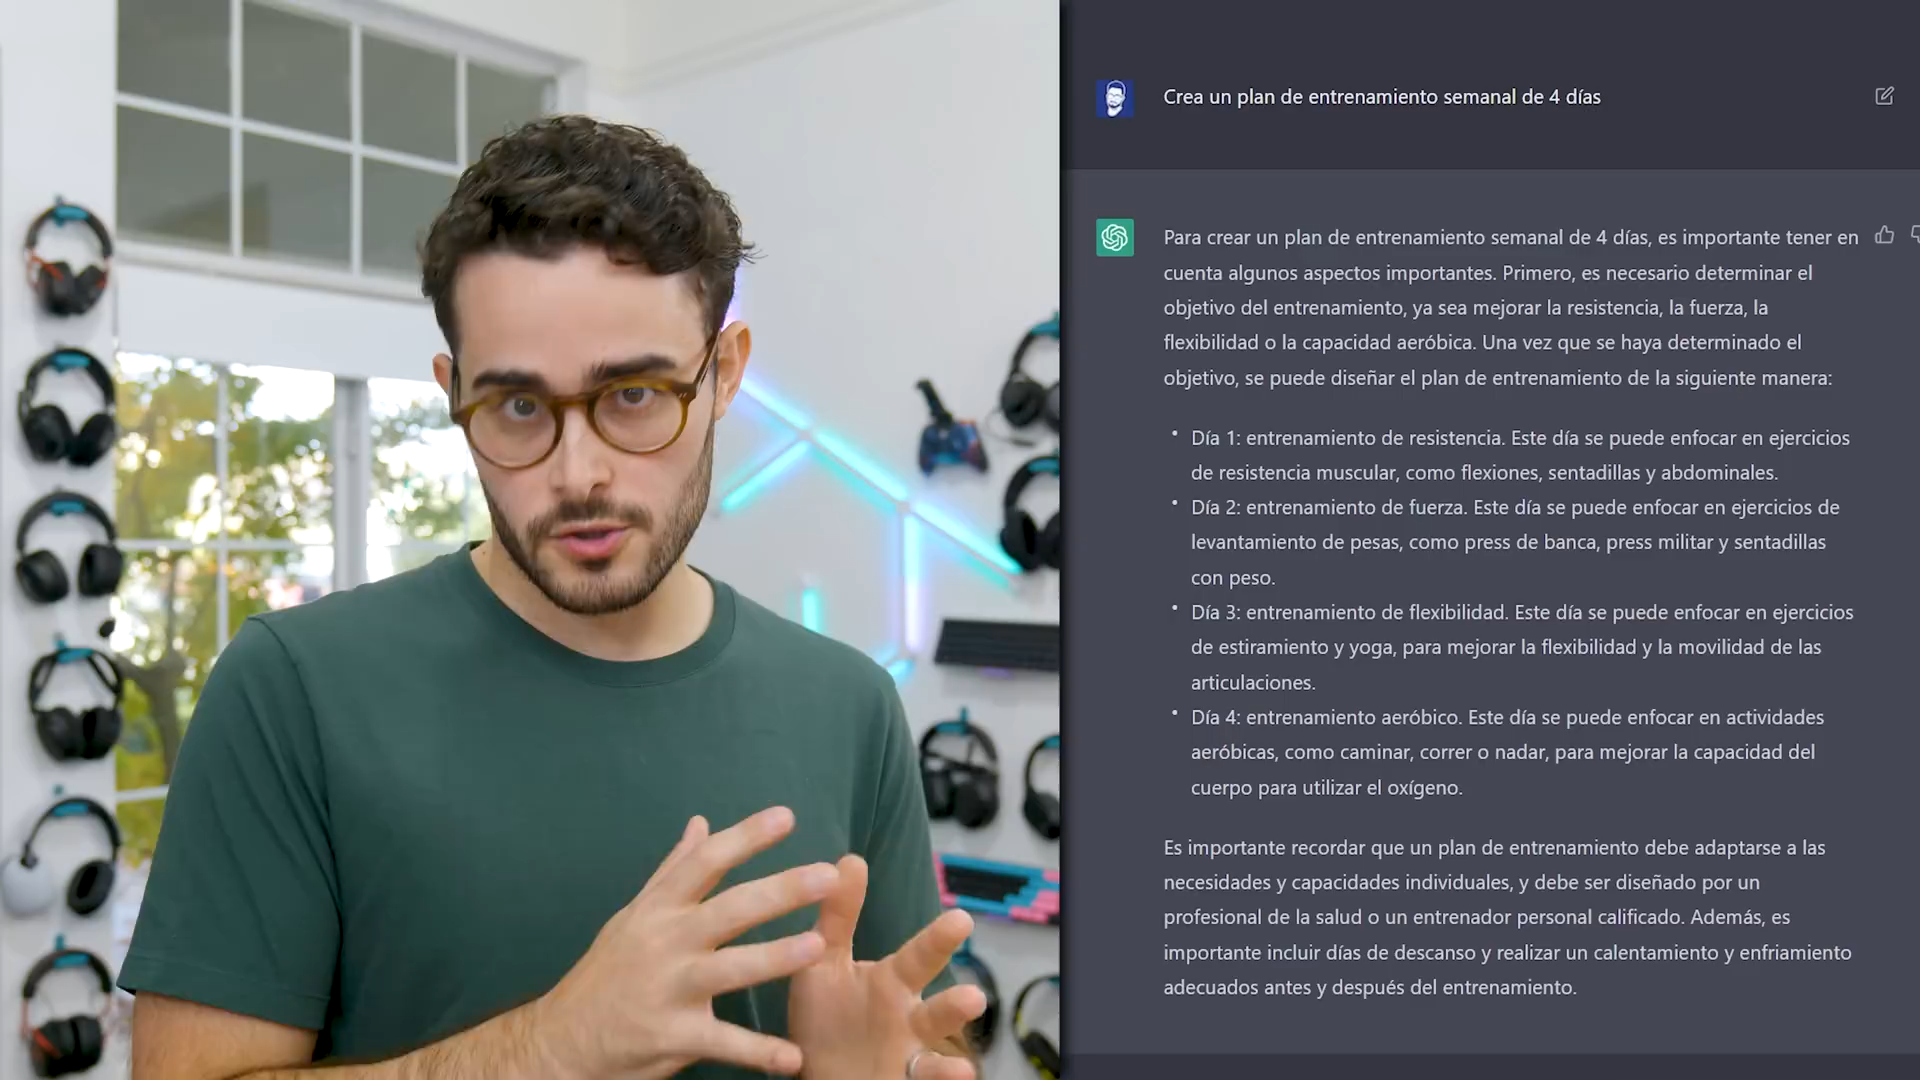 Crea un plan de entrenamiento semanal de 4 días
Para crear un plan de entrenamiento semanal de 4 días, es importante tener en
cuenta algunos aspectos importantes. Primero, es necesario determinar el
objetivo del entrenamiento, ya sea mejorar la resistencia, la fuerza, la
flexibilidad o la capacidad aeróbica. Una vez que se haya determinado el
objetivo, se puede diseñar el plan de entrenamiento de la siguiente manera:
• Día 1: entrenamiento de resistencia. Este día se puede enfocar en ejercicios
de resistencia muscular, como flexiones, sentadillas y abdominales.
• Día 2: entrenamiento de fuerza. Este día se puede enfocar en ejercicios de
levantamiento de pesas, como press de banca, press militar y sentadillas
con peso.
• Día 3: entrenamiento de flexibilidad. Este día se puede enfocar en ejercicios
de estiramiento y yoga, para mejorar la flexibilidad y la movilidad de las
articulaciones.
• Día 4: entrenamiento aeróbico. Este día se puede enfocar en actividades
aeróbicas, como caminar, correr o nadar, para mejorar la capacidad del
cuerpo para utilizar el oxígeno.
Es importante recordar que un plan de entrenamiento debe adaptarse a las
necesidades y capacidades individuales, y debe ser diseñado por un
profesional de la salud o un entrenador personal calificado. Además, es
importante incluir días de descanso y realizar un calentamiento y enfriamiento
adecuados antes y después del entrenamiento.